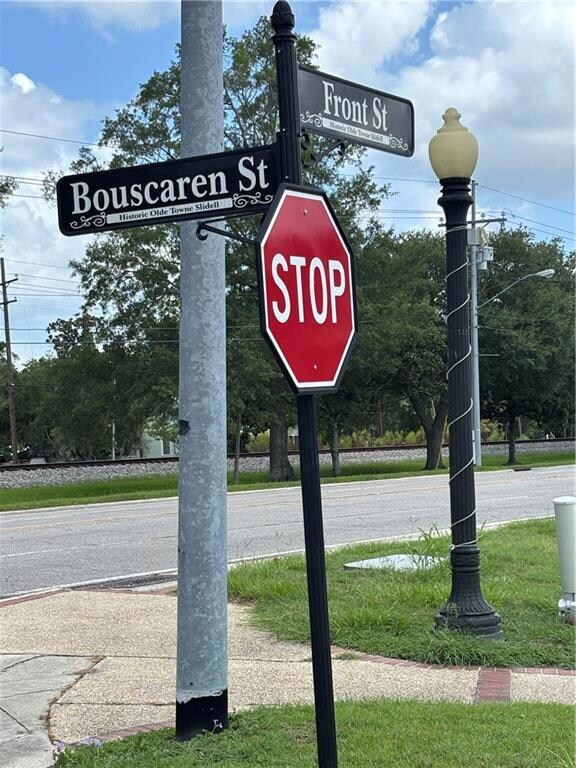 Front St
Historic Olde Towne Slidell
Bouscaren St
Historic Olde Towne Slidell
STOP